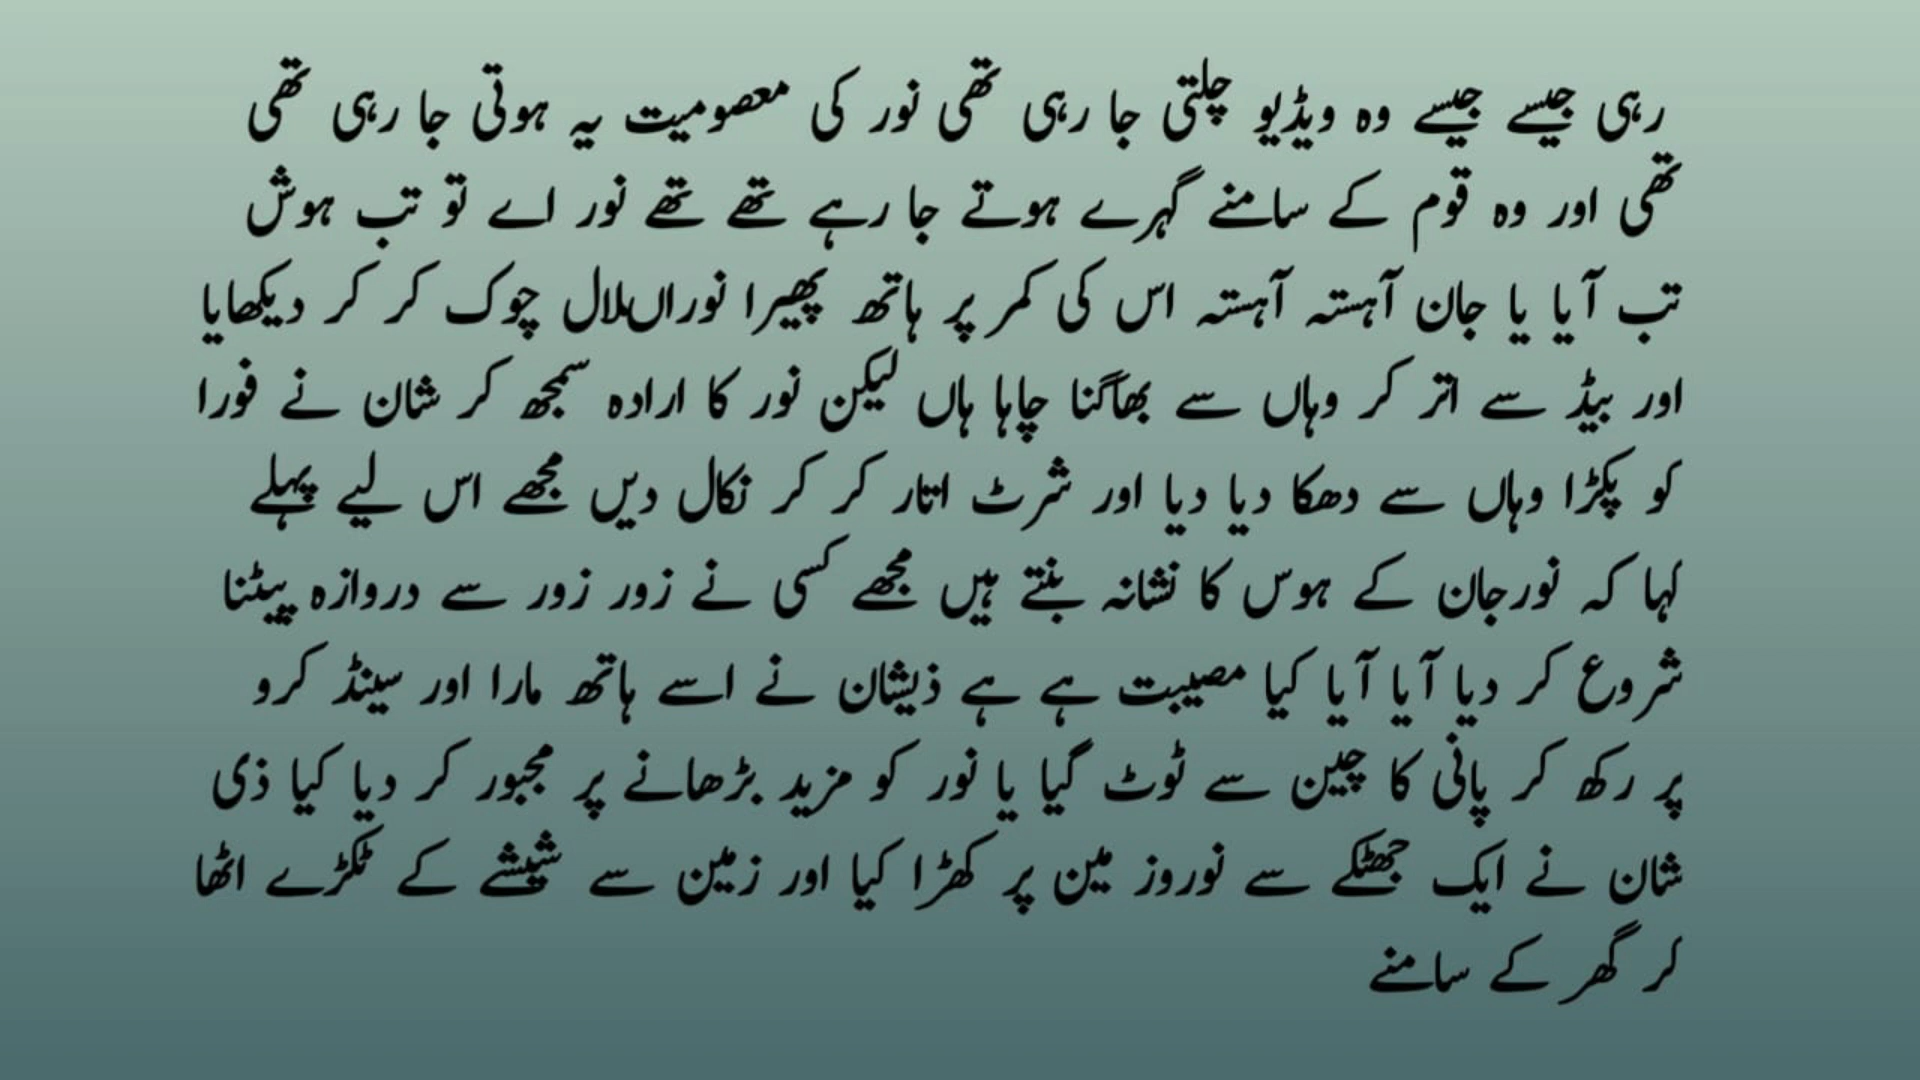 رہی جیسے جیسے وہ ویڈیو چلتی جا رہی تھی نور کی معصومیت یہ ہوتی جا رہی تھی
تھی اور وہ قوم کے سامنے گہرے ہوتے جا رہے تھے تھے نور اے تو تب ہوش
تب آیا یا جان آہستہ آہستہ اس کی کمر پر ہاتھ پھیرا نوراںبلال چوک کر کر دیکھایا
اور بیڈ سے اتر کر وہاں سے بھاگنا چاہا ہاں لیکن نور کا ارادہ سمجھ کر شان نے فورا
کو پکڑا وہاں سے دھکا دیا دیا اور شرٹ اتار کر کر نکال دیں مجھے اس لیے پہلے
کہا کہ نورجان کے ہوس کا نشانہ بنتے ہیں مجھے کسی نے زور زور سے دروازہ پیٹنا
شروع کر دیا آیا آیا کیا مصیبت ہے ہے ذیشان نے اسے ہاتھ مارا اور سینڈ کرو
پر رکھ کر پانی کا چین سے ٹوٹ گیا یا نور کو مزید بڑھانے پر مجبور کر دیا کیا ذی
شان نے ایک جھٹکے سے نوروز مین پر کھڑا کیا اور زمین سے شیشے کے ٹکڑے اٹھا
کر گھر کے سامنے